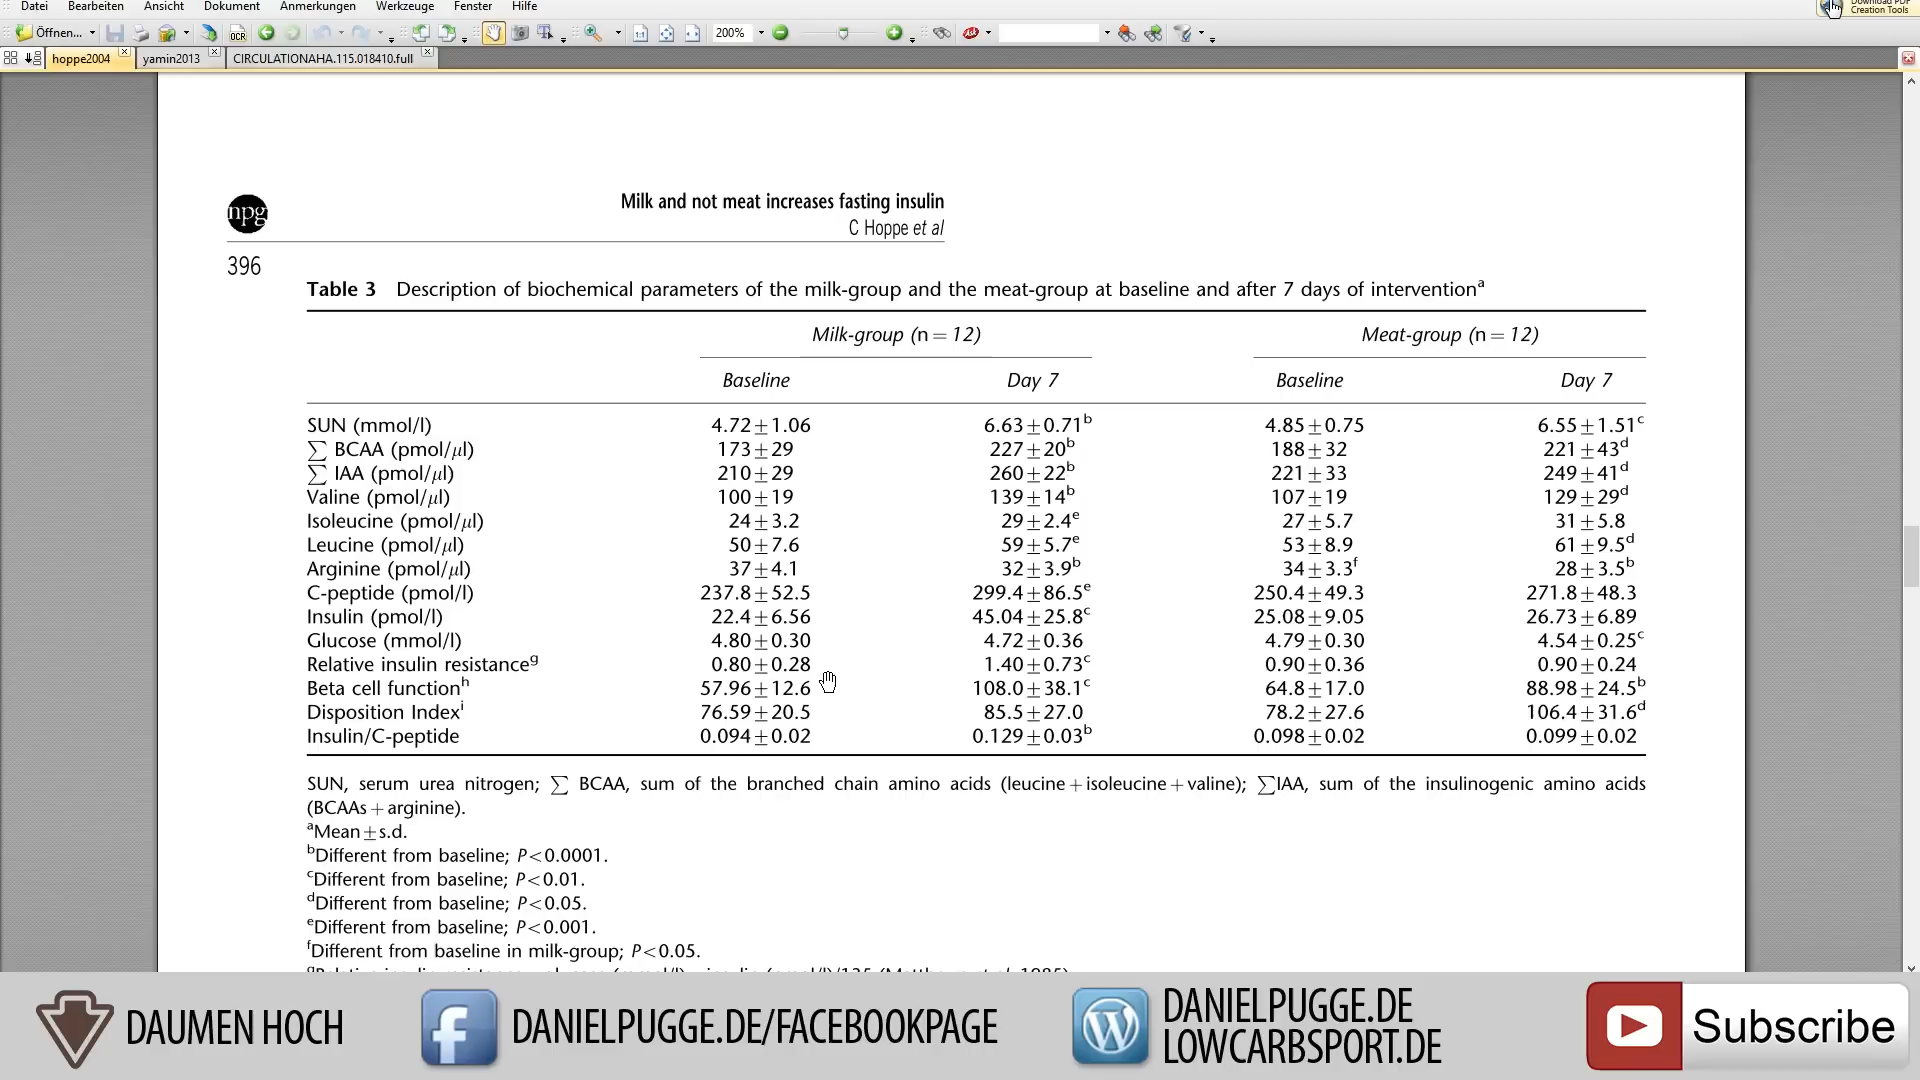 Datei Bearbeiten Ansicht Dokument Anmerkungen Werkzeuge Fenster Hilfe
Download PDF
Creation Tools
Öffnen... OCR 200% Ask
hoppe2004 yamin2013 CIRCULATIONAHA.115.018410.full
npg
Milk and not meat increases fasting insulin
C Hoppe et al
396
Table 3 Description of biochemical parameters of the milk-group and the meat-group at baseline and after 7 days of intervention^a
Milk-group (n = 12) Meat-group (n = 12)
Baseline Day 7 Baseline Day 7
SUN (mmol/l) 4.72±1.06 6.63±0.71^b 4.85±0.75 6.55±1.51^c
∑ BCAA (pmol/μl) 173±29 227±20^b 188±32 221±43^d
∑ IAA (pmol/μl) 210±29 260±22^b 221±33 249±41^d
Valine (pmol/μl) 100±19 139±14^b 107±19 129±29^d
Isoleucine (pmol/μl) 24±3.2 29±2.4^e 27±5.7 31±5.8
Leucine (pmol/μl) 50±7.6 59±5.7^e 53±8.9 61±9.5^d
Arginine (pmol/μl) 37±4.1 32±3.9^b 34±3.3^f 28±3.5^b
C-peptide (pmol/l) 237.8±52.5 299.4±86.5^e 250.4±49.3 271.8±48.3
Insulin (pmol/l) 22.4±6.56 45.04±25.8^c 25.08±9.05 26.73±6.89
Glucose (mmol/l) 4.80±0.30 4.72±0.36 4.79±0.30 4.54±0.25^c
Relative insulin resistance^g 0.80±0.28 1.40±0.73^c 0.90±0.36 0.90±0.24
Beta cell function^h 57.96±12.6 108.0±38.1^c 64.8±17.0 88.98±24.5^b
Disposition Index^i 76.59±20.5 85.5±27.0 78.2±27.6 106.4±31.6^d
Insulin/C-peptide 0.094±0.02 0.129±0.03^b 0.098±0.02 0.099±0.02
SUN, serum urea nitrogen; ∑ BCAA, sum of the branched chain amino acids (leucine+isoleucine+valine); ∑IAA, sum of the insulinogenic amino acids
(BCAAs+arginine).
^aMean±s.d.
^bDifferent from baseline; P<0.0001.
^cDifferent from baseline; P<0.01.
^dDifferent from baseline; P<0.05.
^eDifferent from baseline; P<0.001.
^fDifferent from baseline in milk-group; P<0.05.
DAUMEN HOCH
DANIELPUGGE.DE/FACEBOOKPAGE
DANIELPUGGE.DE
LOWCARBSPORT.DE
Subscribe